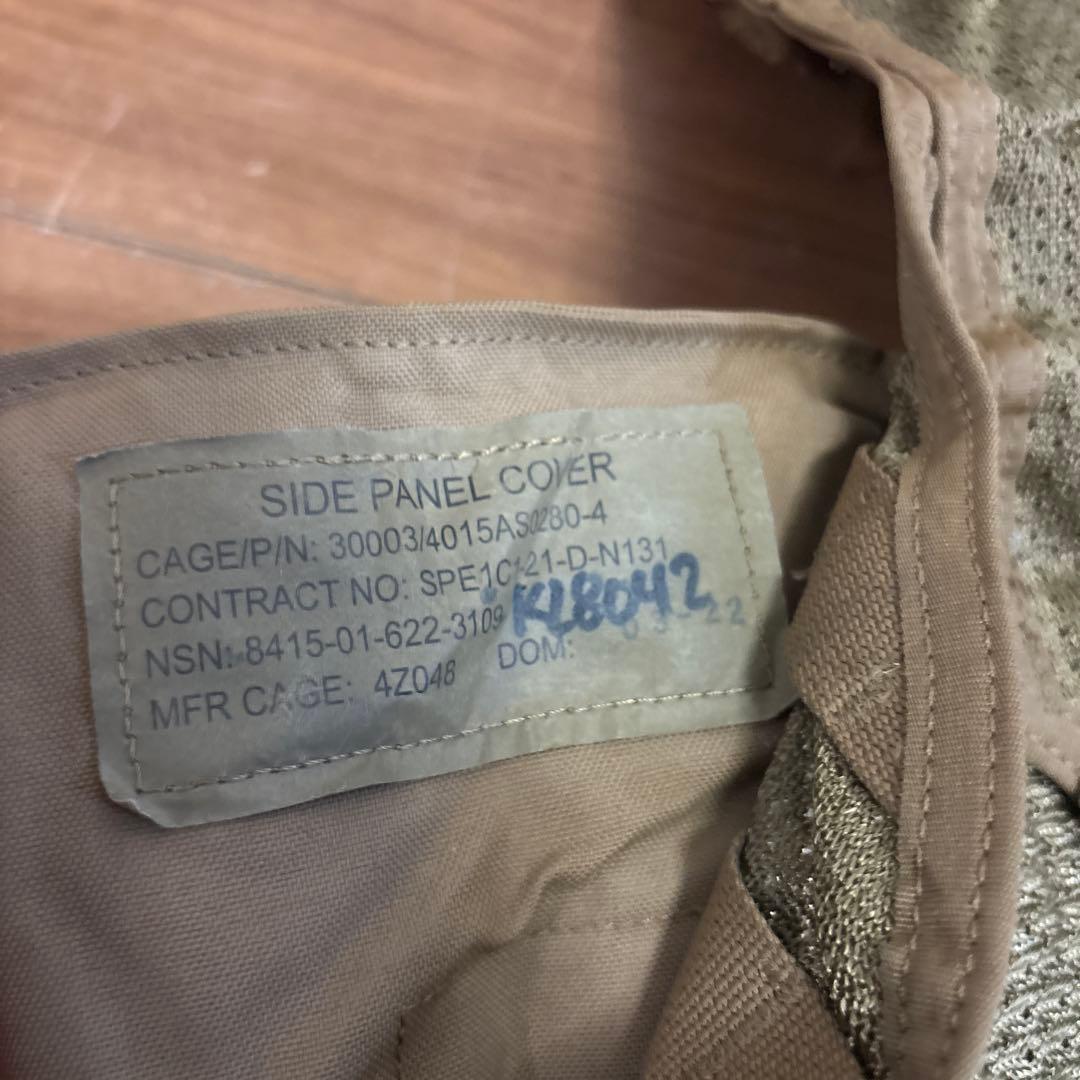 SIDE PANEL COVER
CAGE/P/N: 30003/4015AS0280-4
CONTRACT NO: SPE1C1-21-D-N131
NSN: 8415-01-622-3109 KL8042
MFR CAGE: 4Z048 DOM: